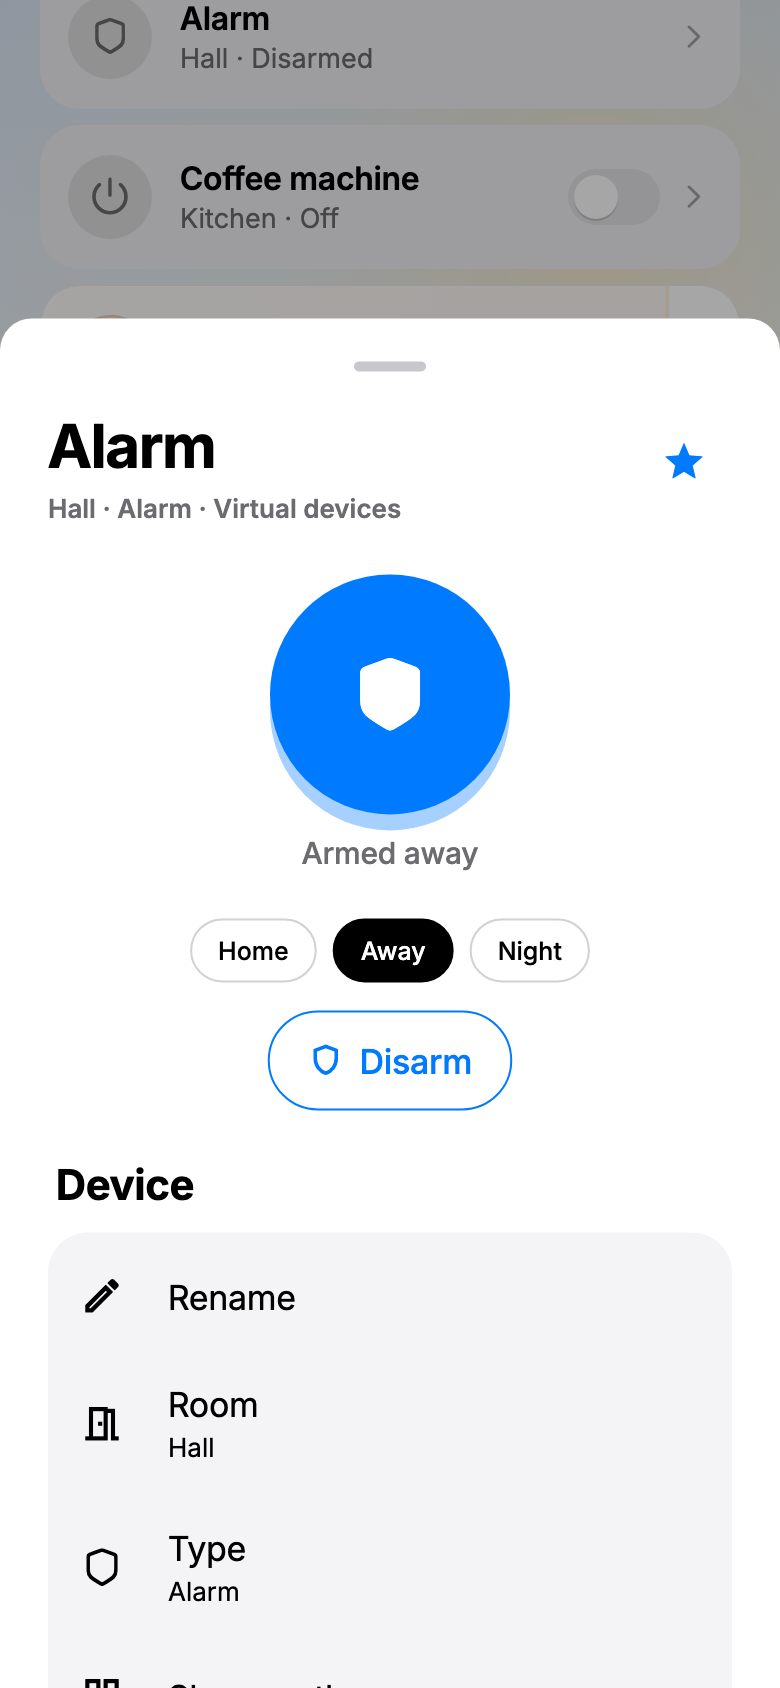 Alarm
Hall · Disarmed
Coffee machine
Kitchen · Off
Alarm
Hall · Alarm · Virtual devices
Armed away
Home
Away
Night
Disarm
Device
Rename
Room
Hall
Type
Alarm